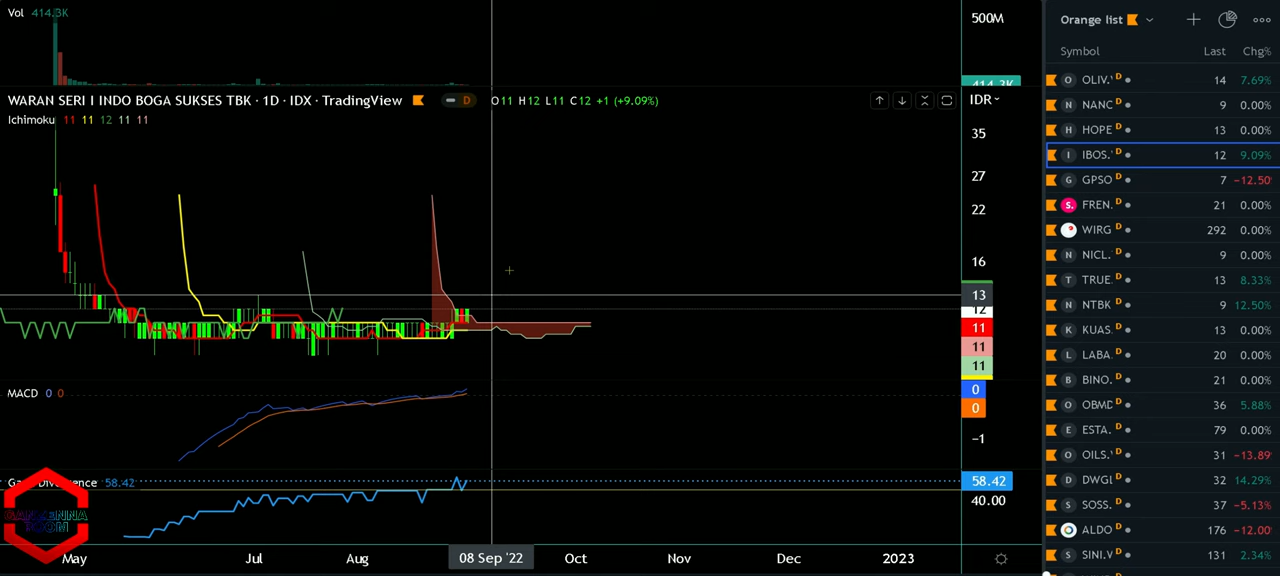 Vol 414.3K
500M
414.3K
WARAN SERI I INDO BOGA SUKSES TBK · 1D · IDX · TradingView D O11 H12 L11 C12 +1 (+9.09%)
IDR
Ichimoku 11 11 12 11 11
35
27
22
16
13
12
11
11
11
MACD 0 0
0
0
−1
58.42
58.42
40.00
May Jul Aug 08 Sep '22 Oct Nov Dec 2023
Orange list
Symbol Last Chg%
O OLIV. D 14 7.69%
N NANC D 9 0.00%
H HOPE D 13 0.00%
I IBOS. D 12 9.09%
G GPSO D 7 −12.50
S. FREN. D 21 0.00%
WIRG D 292 0.00%
N NICL. D 9 0.00%
T TRUE. D 13 8.33%
N NTBK D 9 12.50%
K KUAS. D 13 0.00%
L LABA. D 20 0.00%
B BINO. D 21 0.00%
O OBMD D 36 5.88%
E ESTA. D 79 0.00%
O OILS. D 31 −13.89
D DWGL D 32 14.29%
S SOSS. D 37 −5.13%
ALDO D 176 −12.00
S SINI. D 131 2.34%